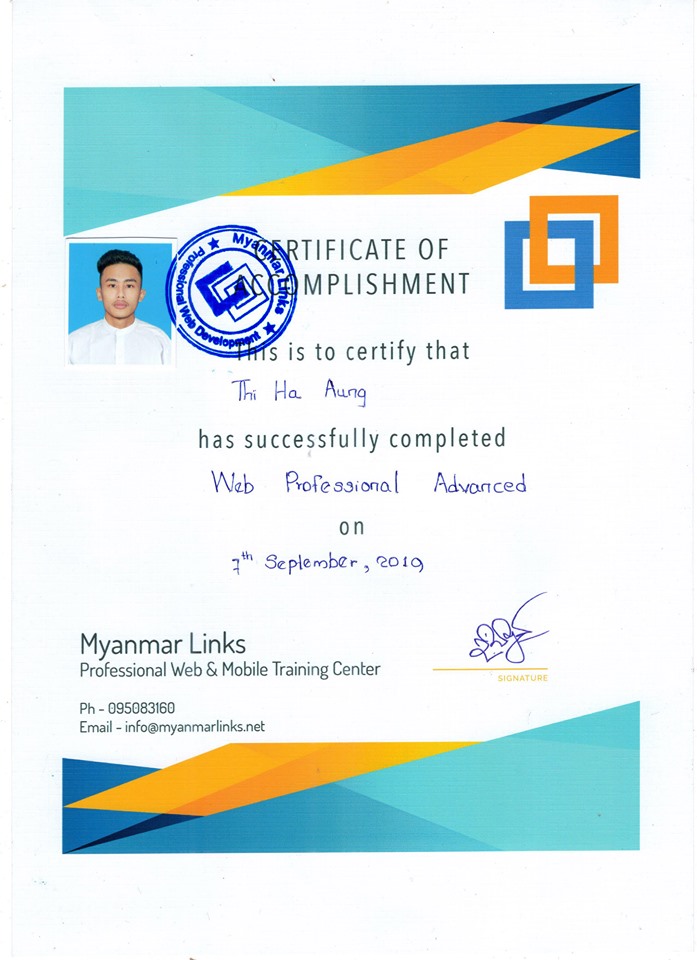 CERTIFICATE OF
ACCOMPLISHMENT
Myanmar Links
Professional Web Development
This is to certify that
Thi Ha Aung
has successfully completed
Web Professional Advanced
on
7th September, 2019
Myanmar Links
Professional Web & Mobile Training Center
SIGNATURE
Ph - 095083160
Email - info@myanmarlinks.net